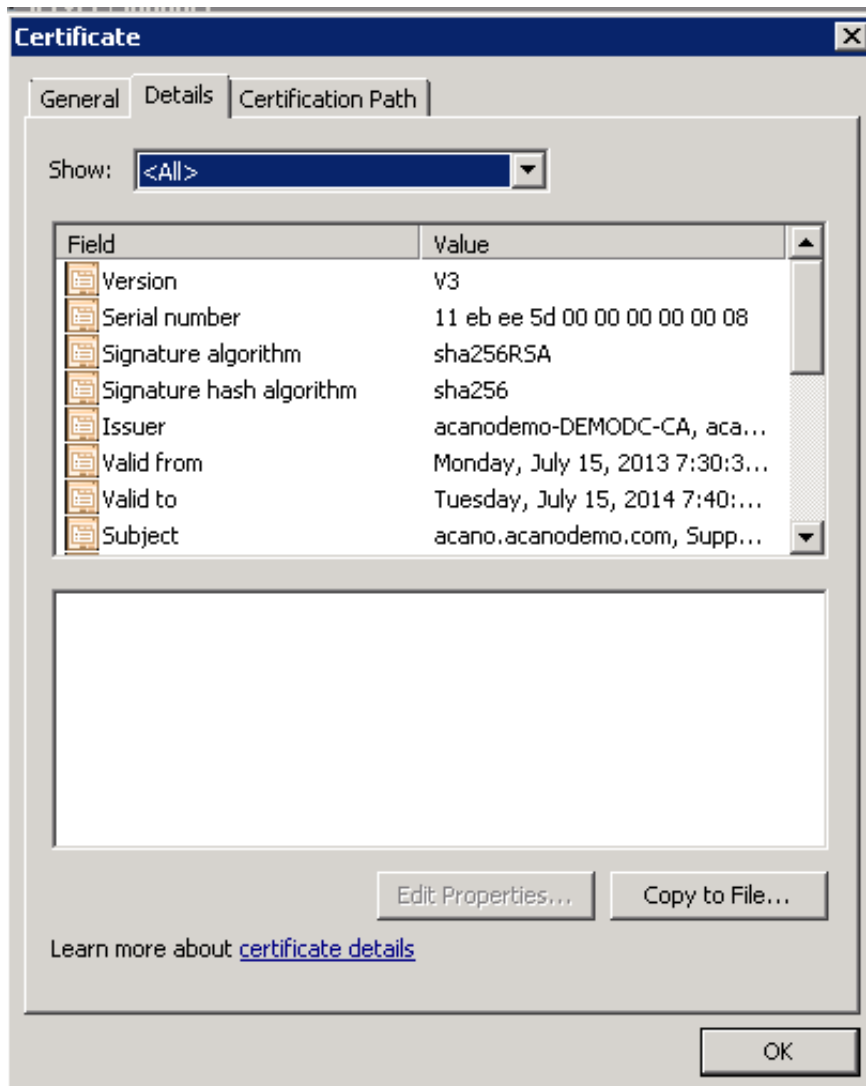 Certificate
General Details Certification Path
Show: <All>
Field Value
Version V3
Serial number 11 eb ee 5d 00 00 00 00 00 08
Signature algorithm sha256RSA
Signature hash algorithm sha256
Issuer acanodemo-DEMODC-CA, aca...
Valid from Monday, July 15, 2013 7:30:3...
Valid to Tuesday, July 15, 2014 7:40:...
Subject acano.acanodemo.com, Supp...
Edit Properties... Copy to File...
Learn more about certificate details
OK